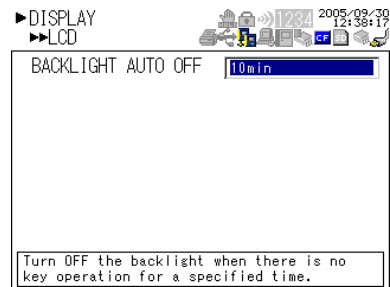 ►DISPLAY
►►LCD
1234
2005/09/30
12:38:17
CF
SD
BACKLIGHT AUTO OFF
10min
Turn OFF the backlight when there is no
key operation for a specified time.